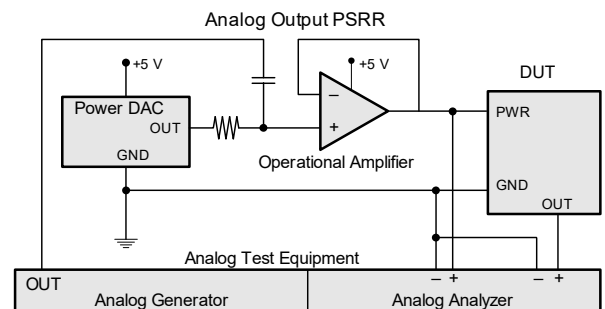 Analog Output PSRR
+5 V
+5 V
DUT
Power DAC
OUT
GND
–
+
Operational Amplifier
PWR
GND
OUT
Analog Test Equipment
– +
– +
OUT
Analog Generator
Analog Analyzer